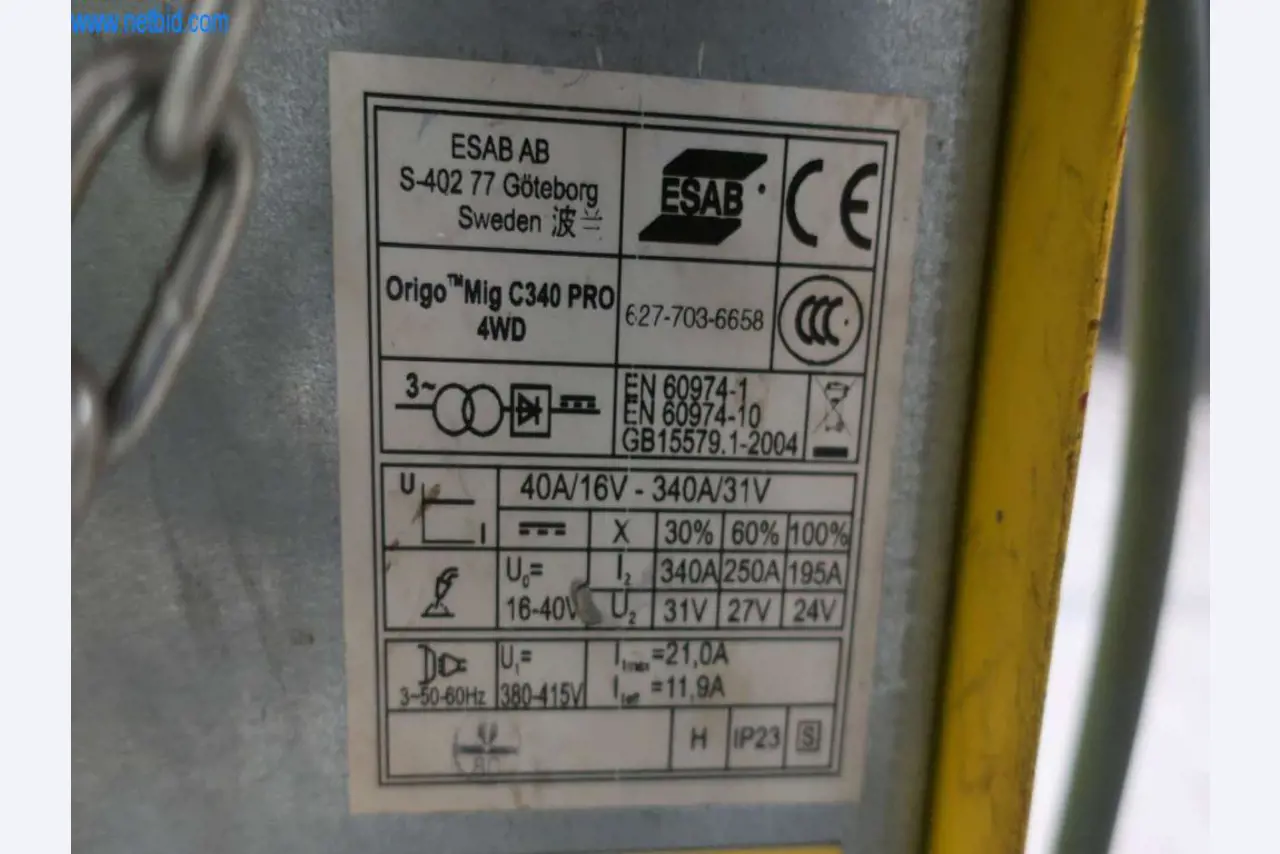 www.netbid.com
ESAB AB
S-402 77 Göteborg
Sweden 波兰
ESAB
CE
Origo™Mig C340 PRO
4WD
627-703-6658
CCC
3~
EN 60974-1
EN 60974-10
GB15579.1-2004
U
I
40A/16V - 340A/31V
X 30% 60% 100%
U₀=
16-40V
I₂ 340A 250A 195A
U₂ 31V 27V 24V
3~50-60Hz
U₁=
380-415V
I₁max =21,0A
I₁eff =11,9A
H IP23 S